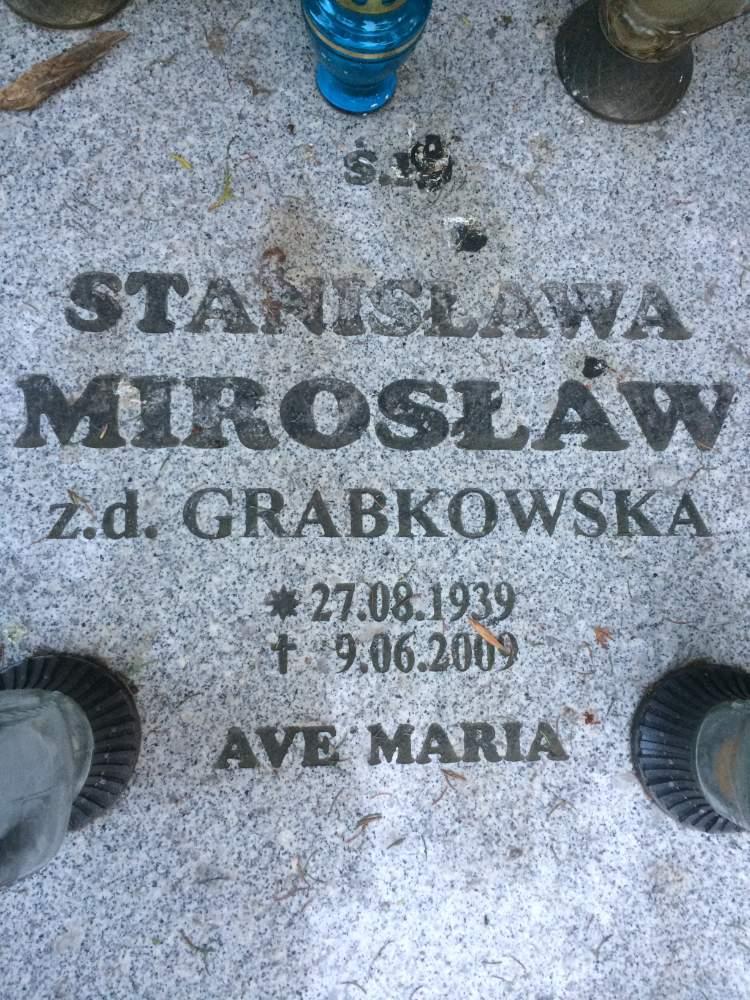 STANISŁAWA
MIROSŁAW
z.d. GRABKOWSKA
✷ 27.08.1939
† 9.06.2009
AVE MARIA